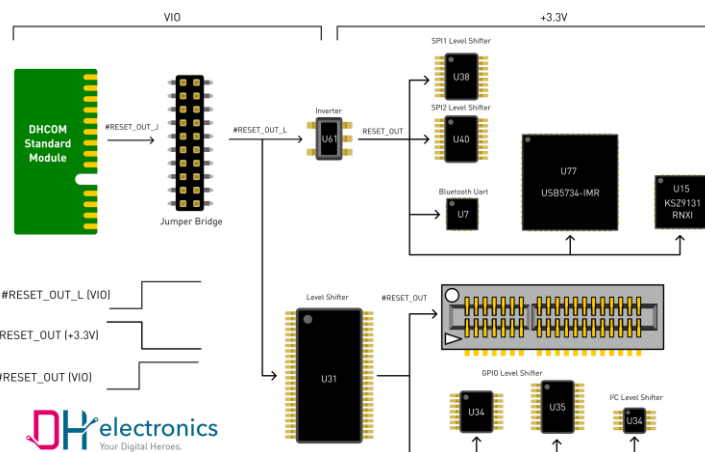 VIO
+3.3V
SPI1 Level Shifter
U38
SPI2 Level Shifter
U40
DHCOM
Standard
Module
#RESET_OUT_J
Jumper Bridge
#RESET_OUT_L
Inverter
U61
RESET_OUT
Bluetooth Uart
U7
U77
USB5734-IMR
U15
KSZ9131
RNXI
#RESET_OUT_L (VIO)
RESET_OUT (+3.3V)
#RESET_OUT (VIO)
Level Shifter
U31
#RESET_OUT
GPIO Level Shifter
U34
U35
I²C Level Shifter
U34
DH electronics
Your Digital Heroes.